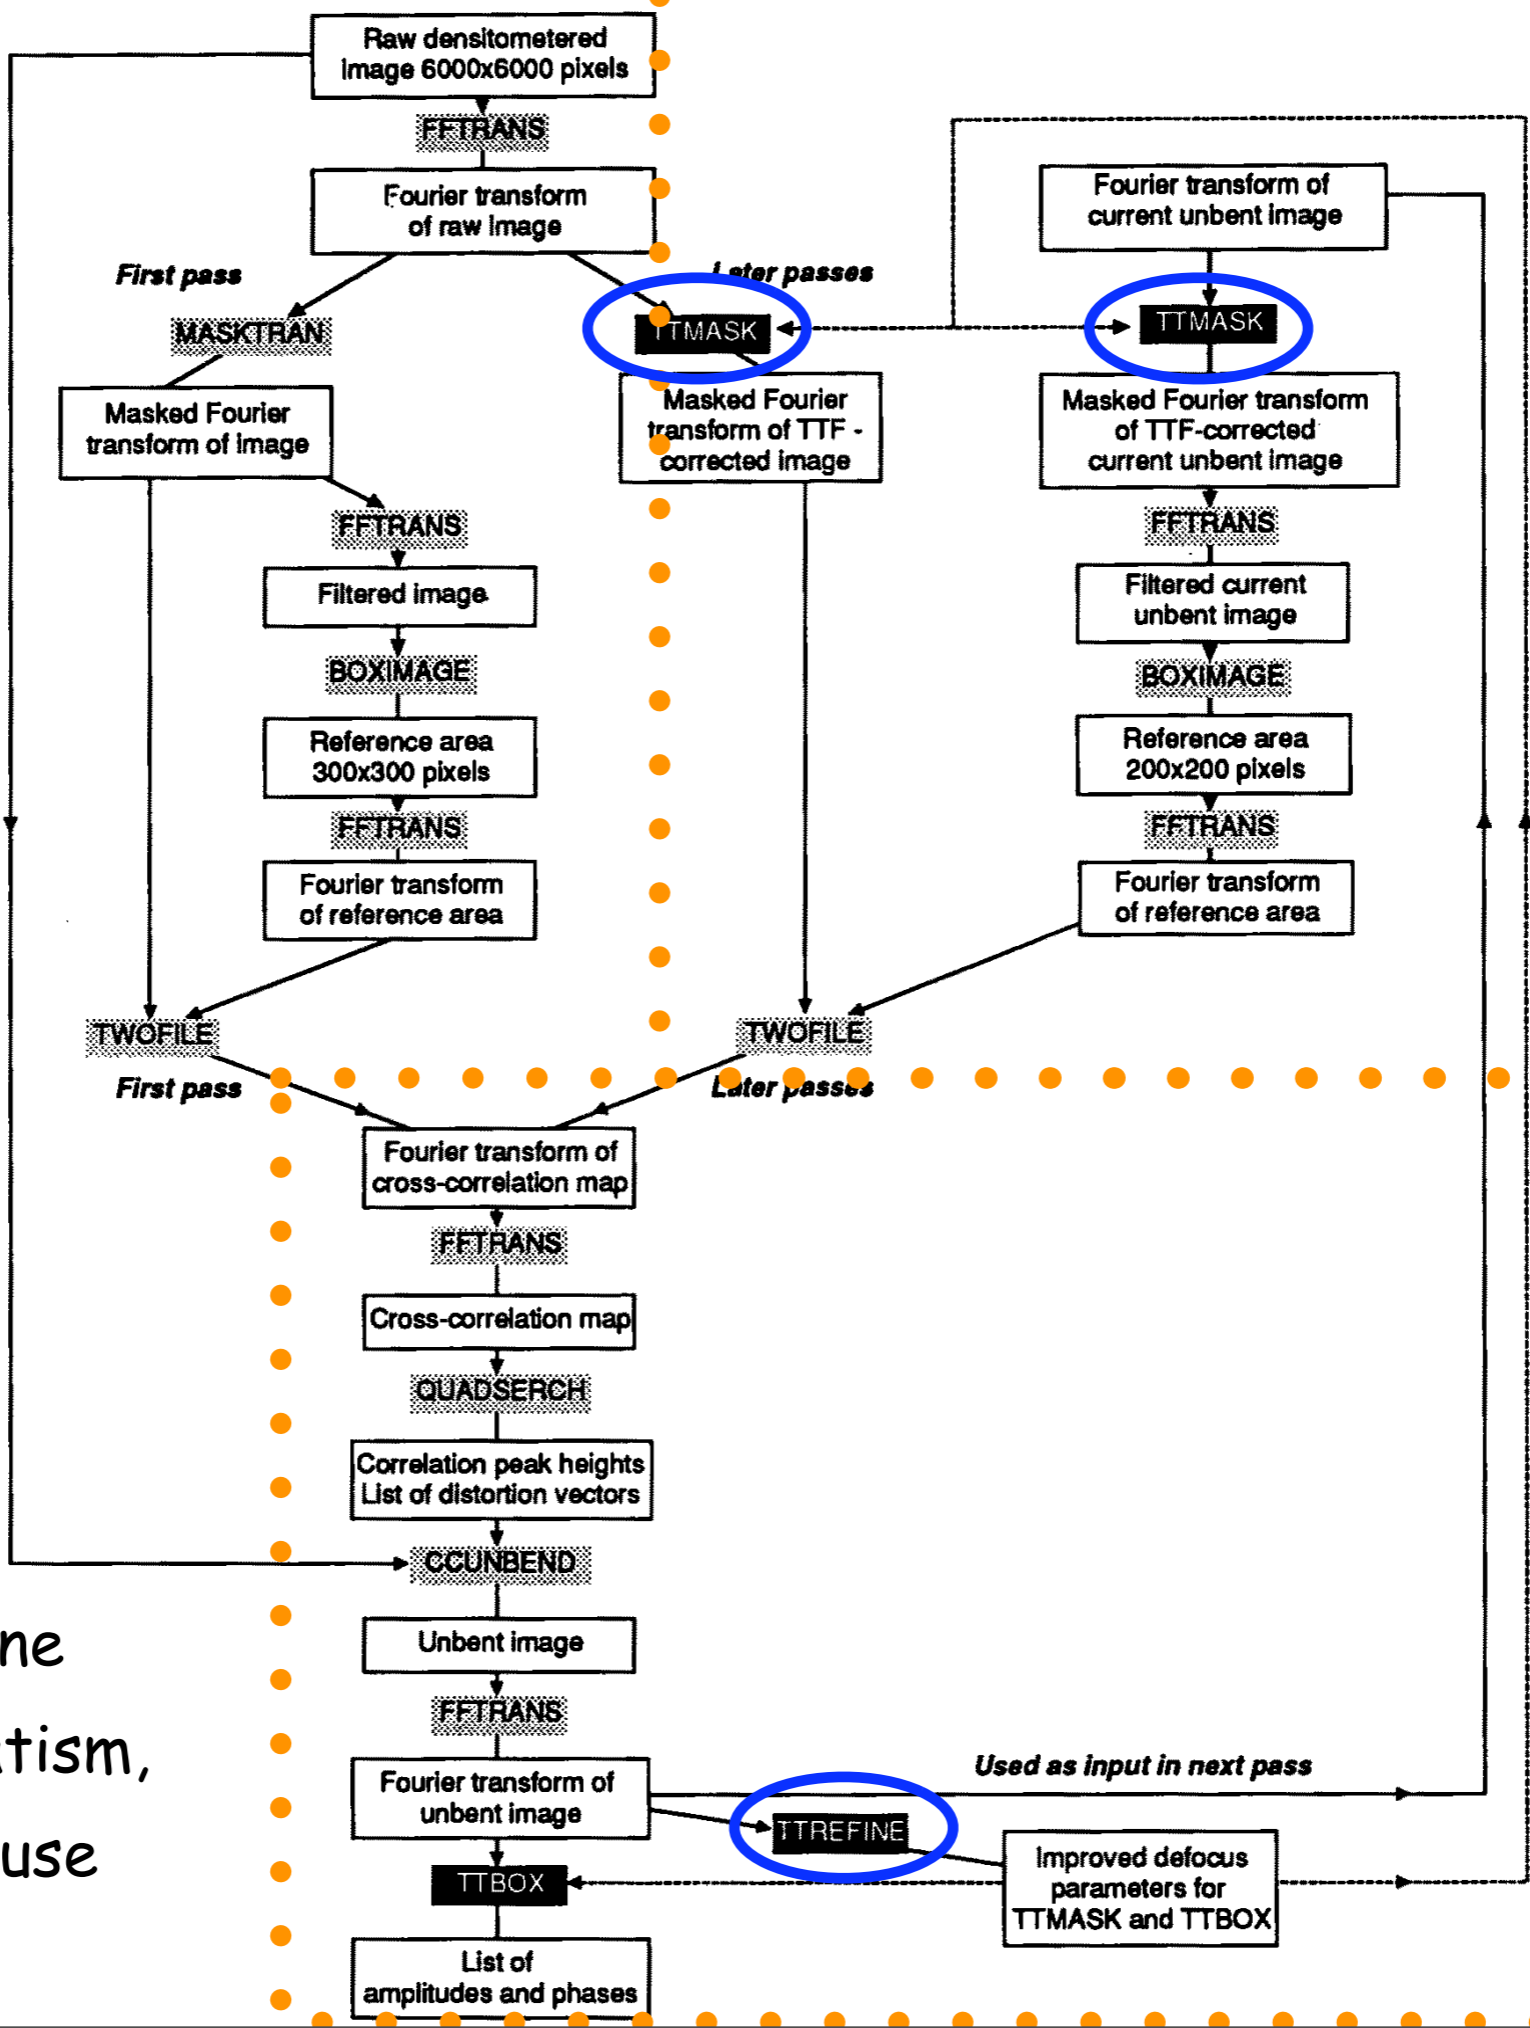 Raw densitometered
image 6000x6000 pixels
FFTRANS
Fourier transform
of raw image
First pass
Later passes
MASKTRAN
TTMASK
Masked Fourier
transform of image
Masked Fourier
transform of TTF -
corrected image
Fourier transform of
current unbent image
TTMASK
Masked Fourier transform
of TTF-corrected
current unbent image
FFTRANS
Filtered image
BOXIMAGE
Reference area
300x300 pixels
FFTRANS
Fourier transform
of reference area
FFTRANS
Filtered current
unbent image
BOXIMAGE
Reference area
200x200 pixels
FFTRANS
Fourier transform
of reference area
TWOFILE
TWOFILE
First pass
Later passes
Fourier transform of
cross-correlation map
FFTRANS
Cross-correlation map
QUADSERCH
Correlation peak heights
List of distortion vectors
CCUNBEND
Unbent image
FFTRANS
Fourier transform of
unbent image
Used as input in next pass
TTREFINE
Improved defocus
parameters for
TTMASK and TTBOX
TTBOX
List of
amplitudes and phases
ne
tism,
use